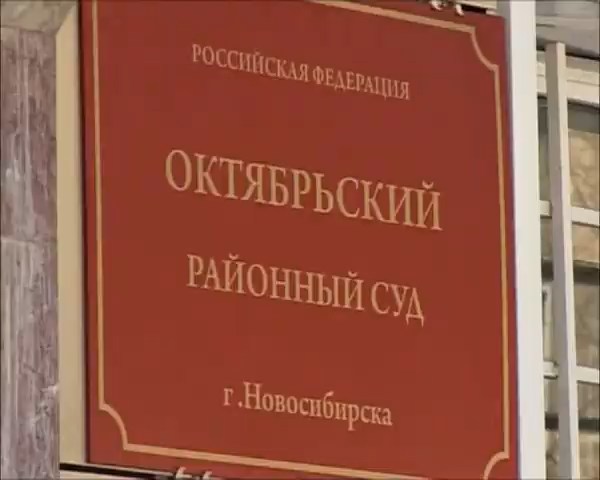 РОССИЙСКАЯ ФЕДЕРАЦИЯ
ОКТЯБРЬСКИЙ
РАЙОННЫЙ СУД
г .Новосибирска